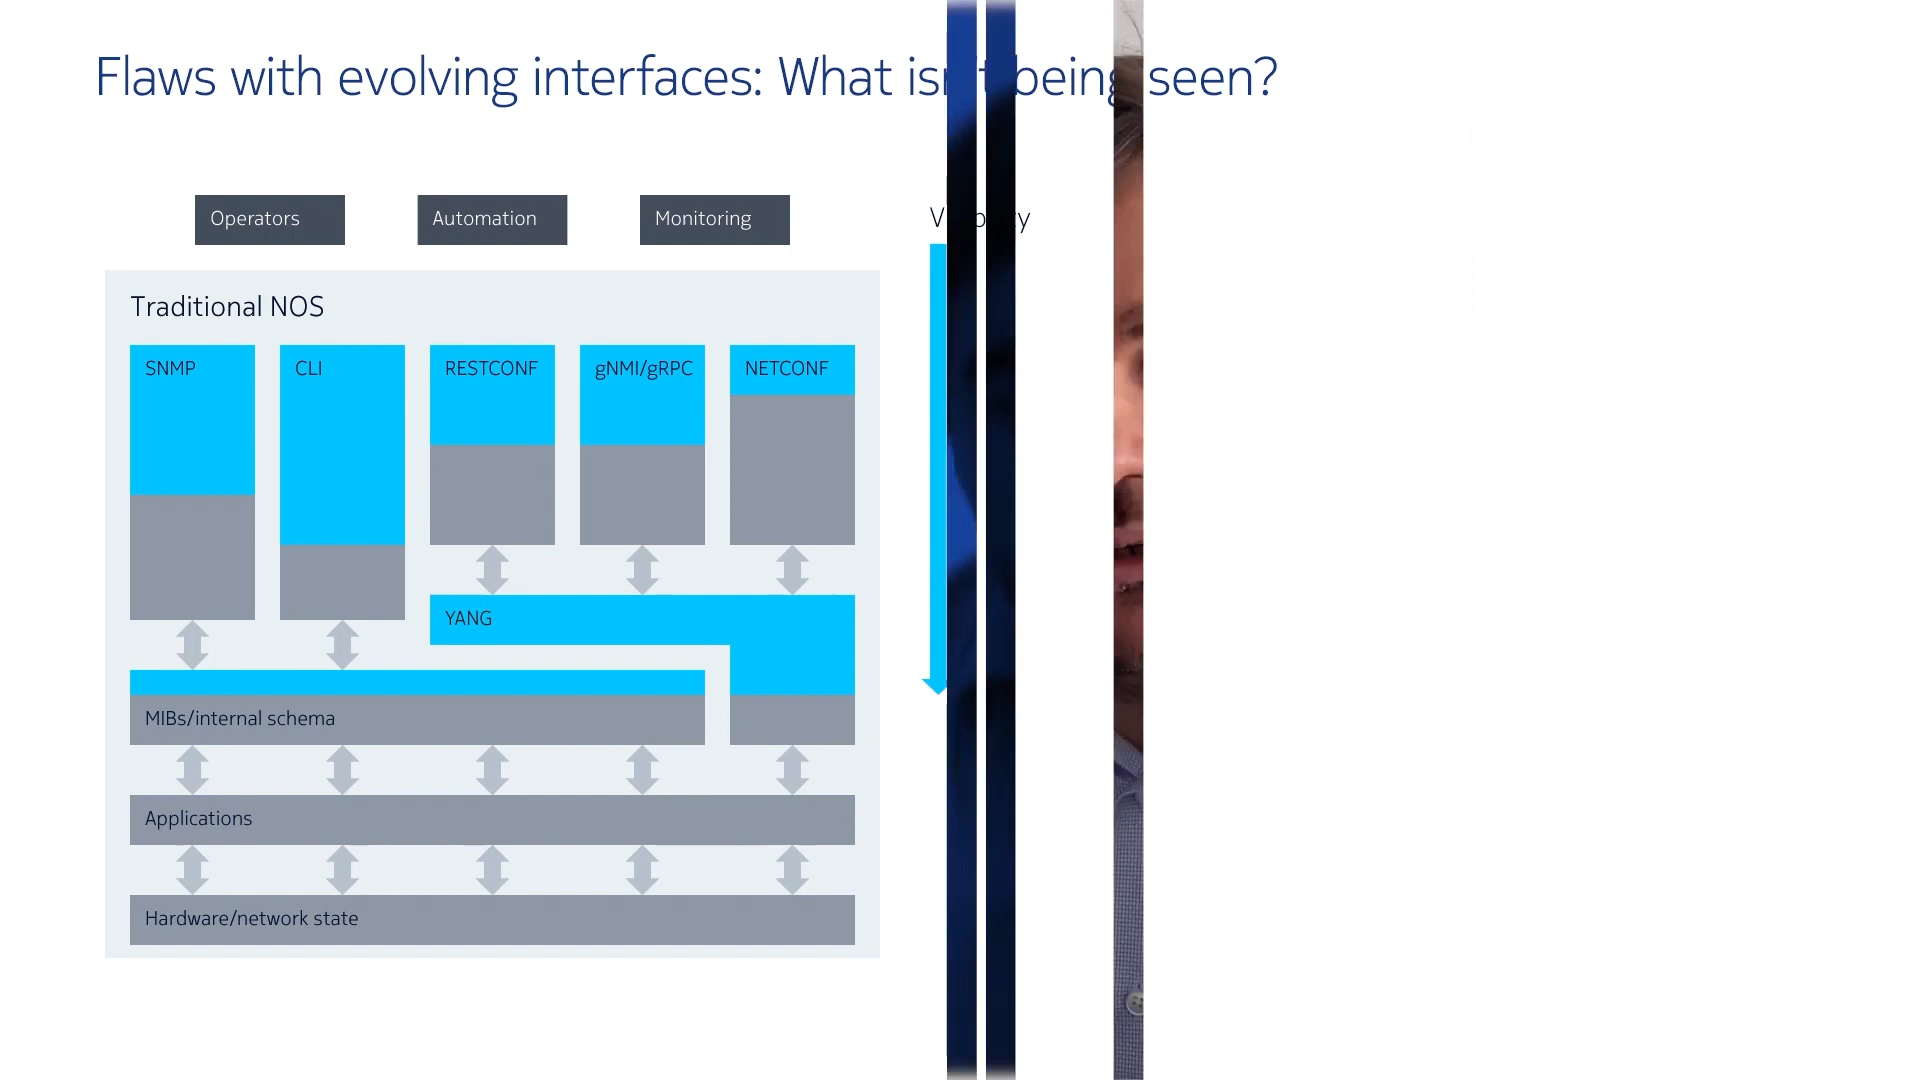 Flaws with evolving interfaces: What isn't being seen?
Operators
Automation
Monitoring
Traditional NOS
SNMP
CLI
RESTCONF
gNMI/gRPC
NETCONF
YANG
MIBs/internal schema
Applications
Hardware/network state